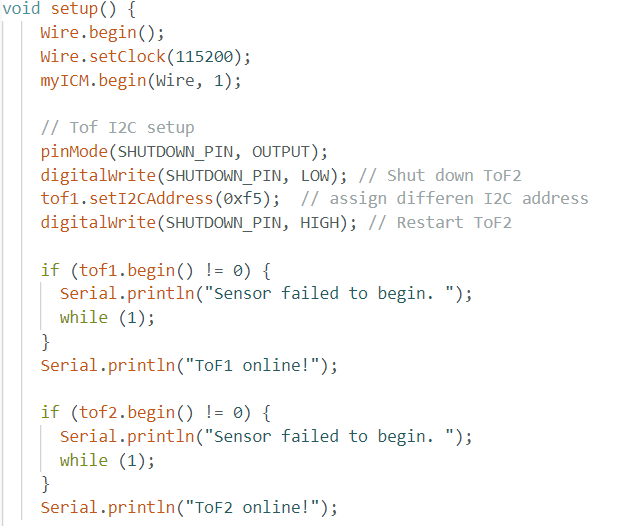 void setup() {
Wire.begin();
Wire.setClock(115200);
myICM.begin(Wire, 1);
// Tof I2C setup
pinMode(SHUTDOWN_PIN, OUTPUT);
digitalWrite(SHUTDOWN_PIN, LOW); // Shut down ToF2
tof1.setI2CAddress(0xf5);  // assign differen I2C address
digitalWrite(SHUTDOWN_PIN, HIGH); // Restart ToF2
if (tof1.begin() != 0) {
Serial.println("Sensor failed to begin. ");
while (1);
}
Serial.println("ToF1 online!");
if (tof2.begin() != 0) {
Serial.println("Sensor failed to begin. ");
while (1);
}
Serial.println("ToF2 online!");